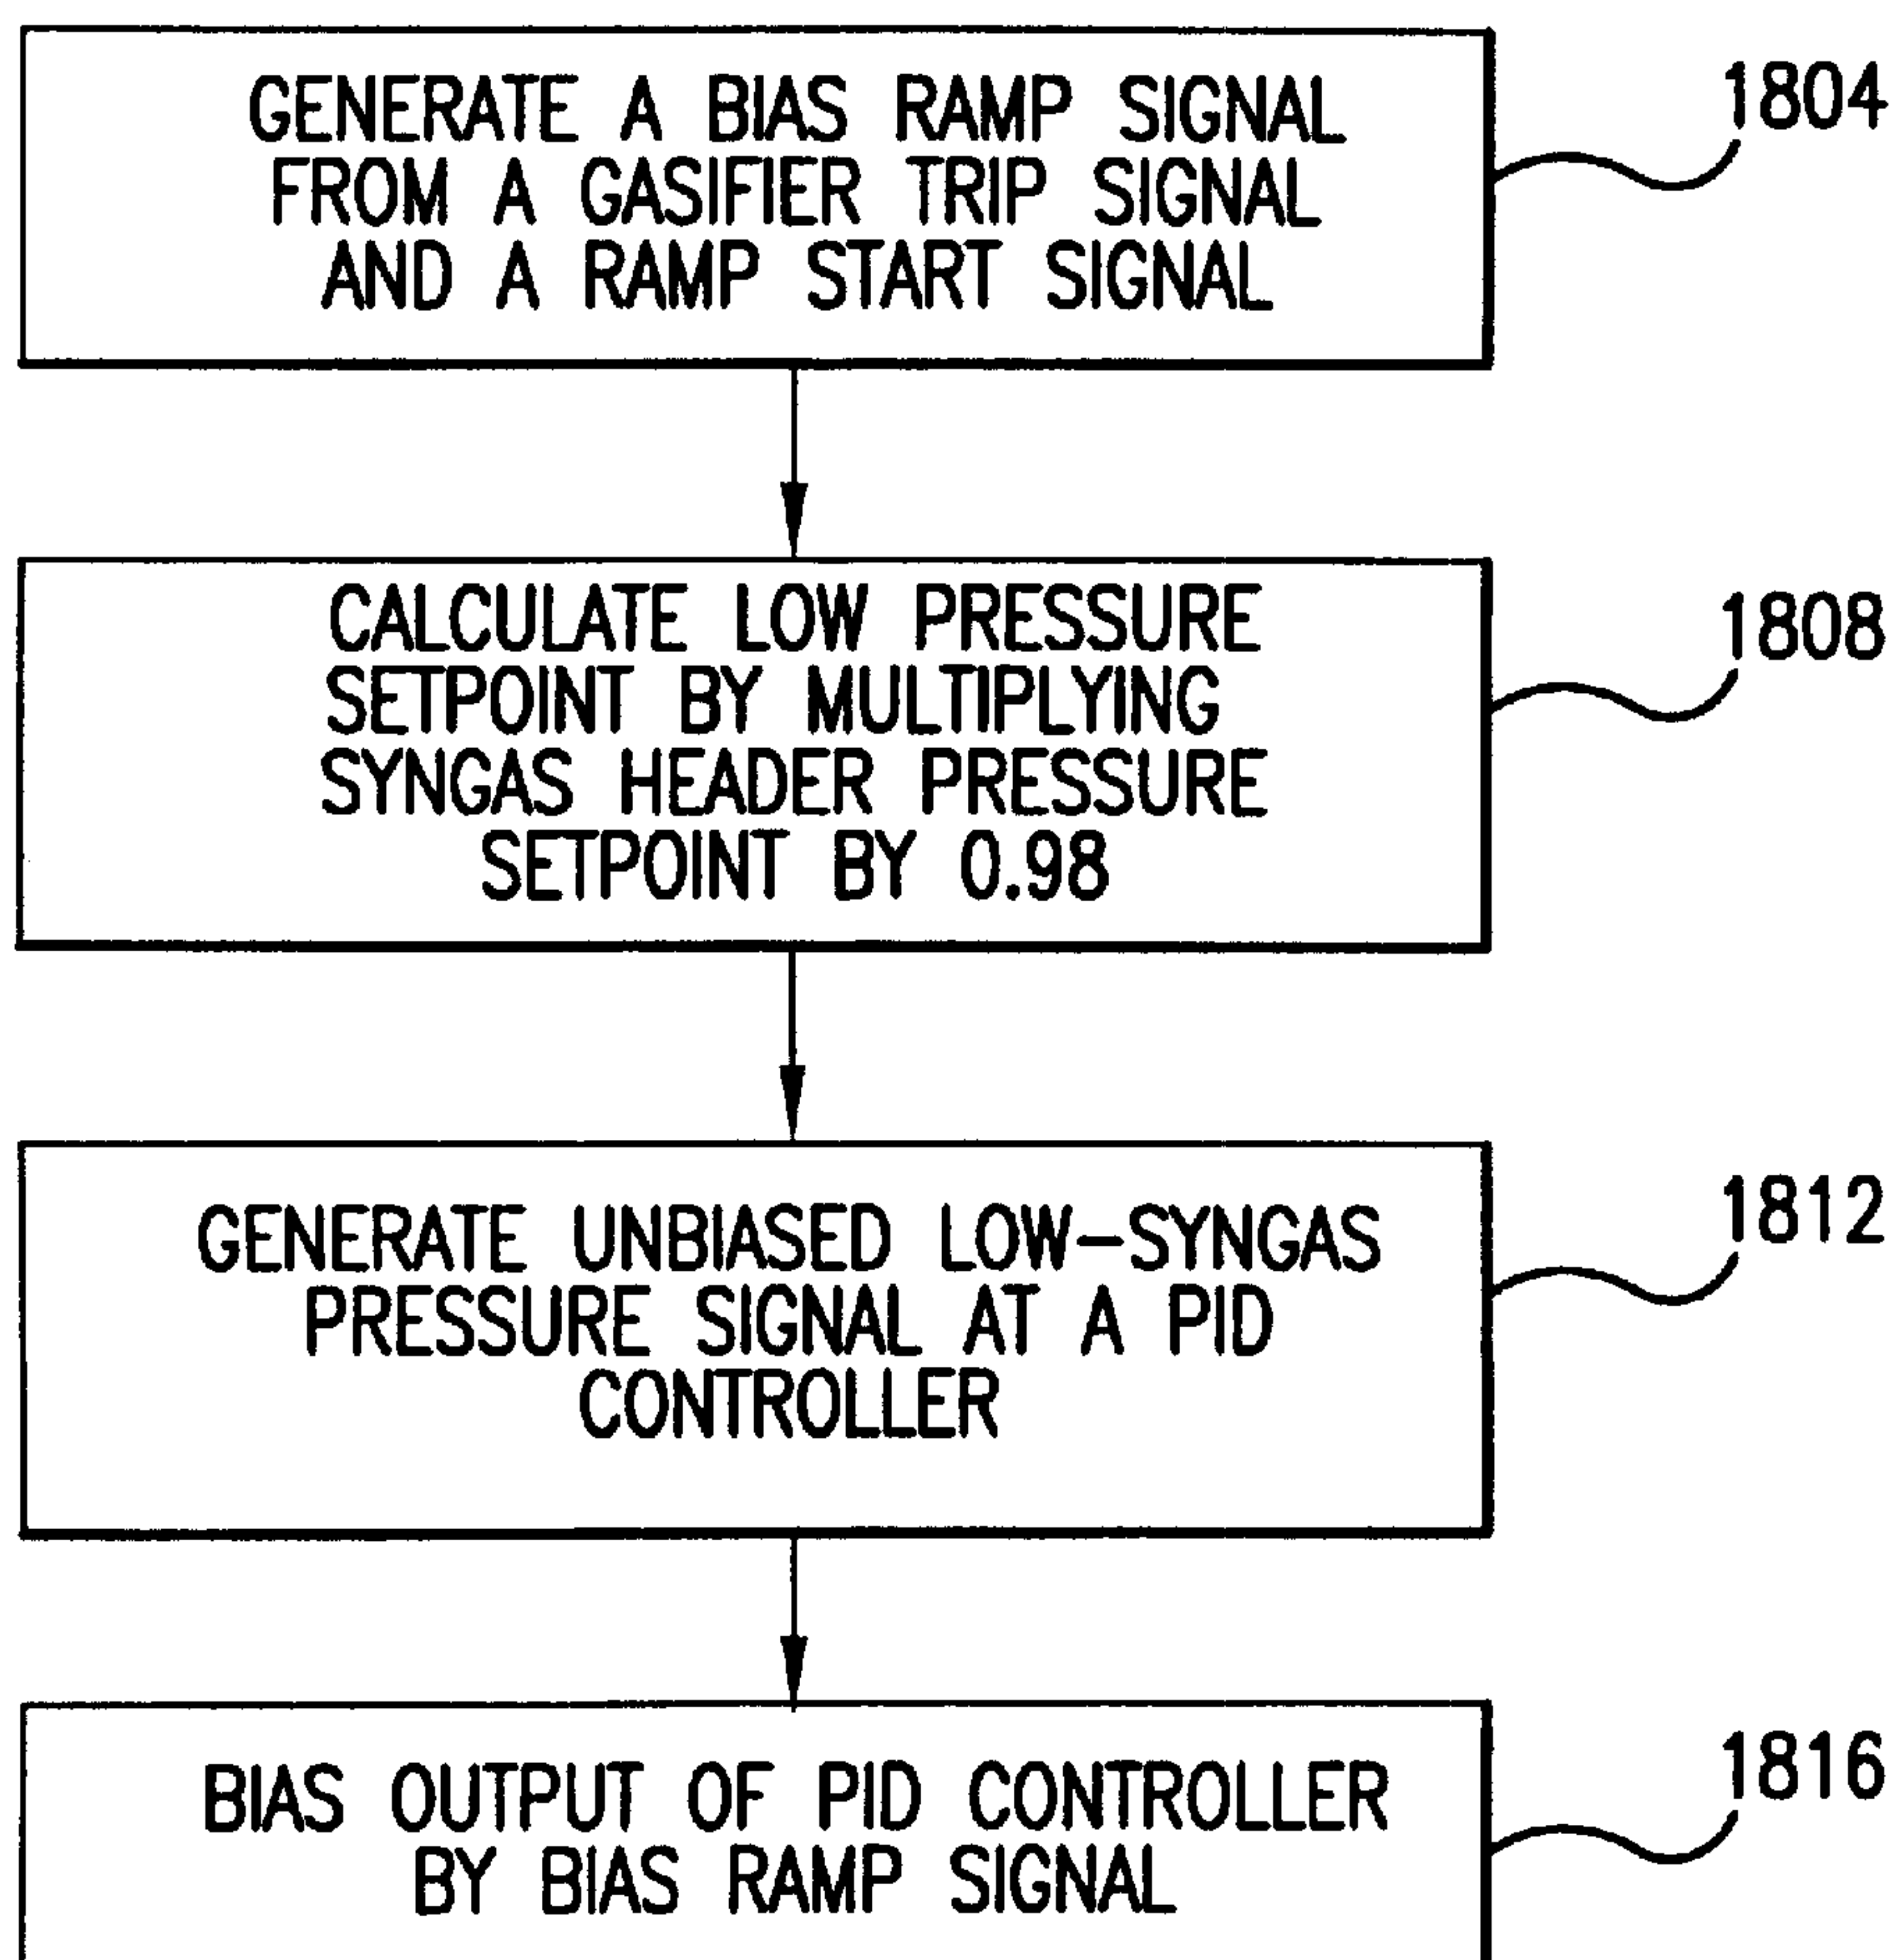 GENERATE A BIAS RAMP SIGNAL
FROM A GASIFIER TRIP SIGNAL
AND A RAMP START SIGNAL
1804
CALCULATE LOW PRESSURE
SETPOINT BY MULTIPLYING
SYNGAS HEADER PRESSURE
SETPOINT BY 0.98
1808
GENERATE UNBIASED LOW-SYNGAS
PRESSURE SIGNAL AT A PID
CONTROLLER
1812
BIAS OUTPUT OF PID CONTROLLER
BY BIAS RAMP SIGNAL
1816